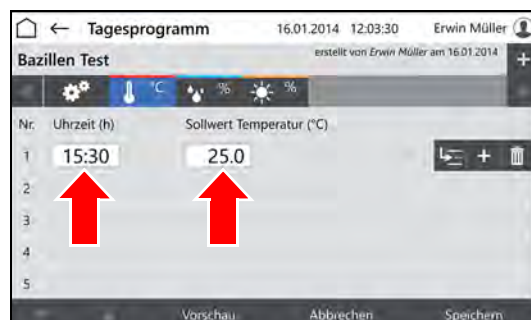 ← Tagesprogramm 16.01.2014 12:03:30 Erwin Müller
Bazillen Test erstellt von Erwin Müller am 16.01.2014 +
°C % %
Nr. Uhrzeit (h) Sollwert Temperatur (°C)
1 15:30 25.0 +
2
3
4
5
Vorschau Abbrechen Speichern